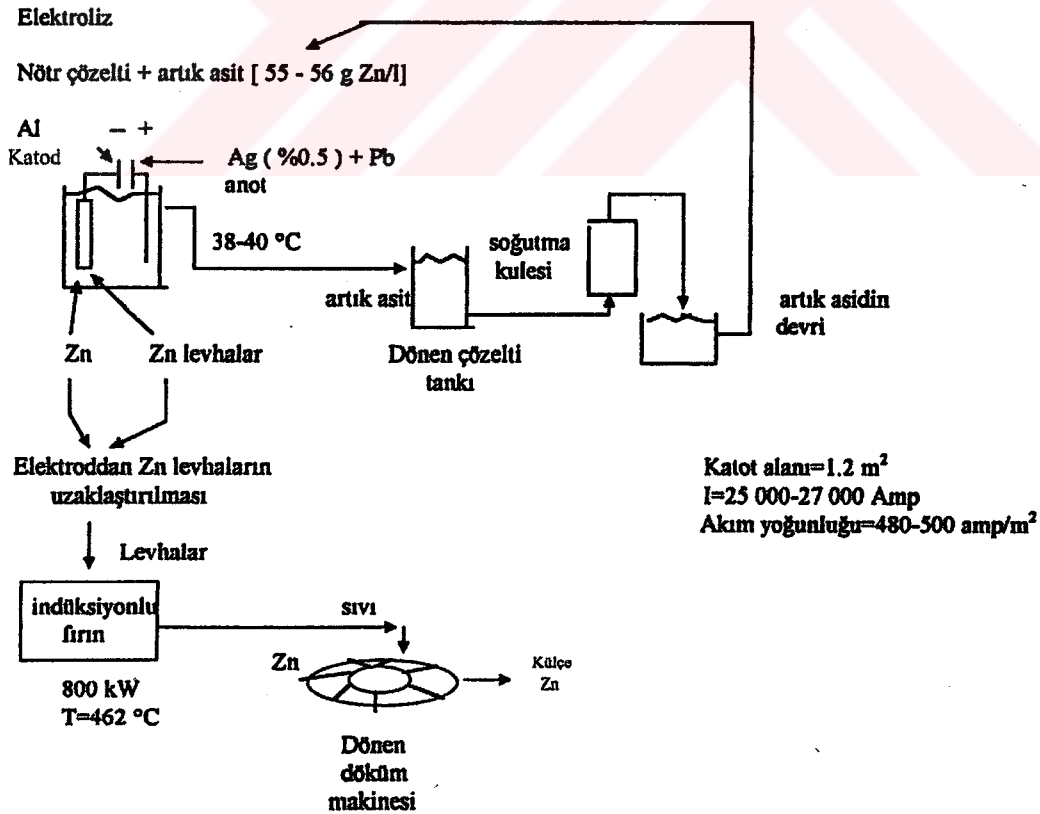 Elektroliz
Nötr çözelti + artık asit [ 55 - 56 g Zn/l]
Al
Katod
– +
Ag ( %0.5 ) + Pb
anot
38-40 °C
artık asit
soğutma
kulesi
artık asidin
devri
Dönen çözelti
tankı
Zn
Zn levhalar
Elektroddan Zn levhaların
uzaklaştırılması
Levhalar
Katot alanı=1.2 m²
I=25 000-27 000 Amp
Akım yoğunluğu=480-500 amp/m²
indüksiyonlu
fırın
sıvı
800 kW
T=462 °C
Zn
Külçe
Zn
Dönen
döküm
makinesi